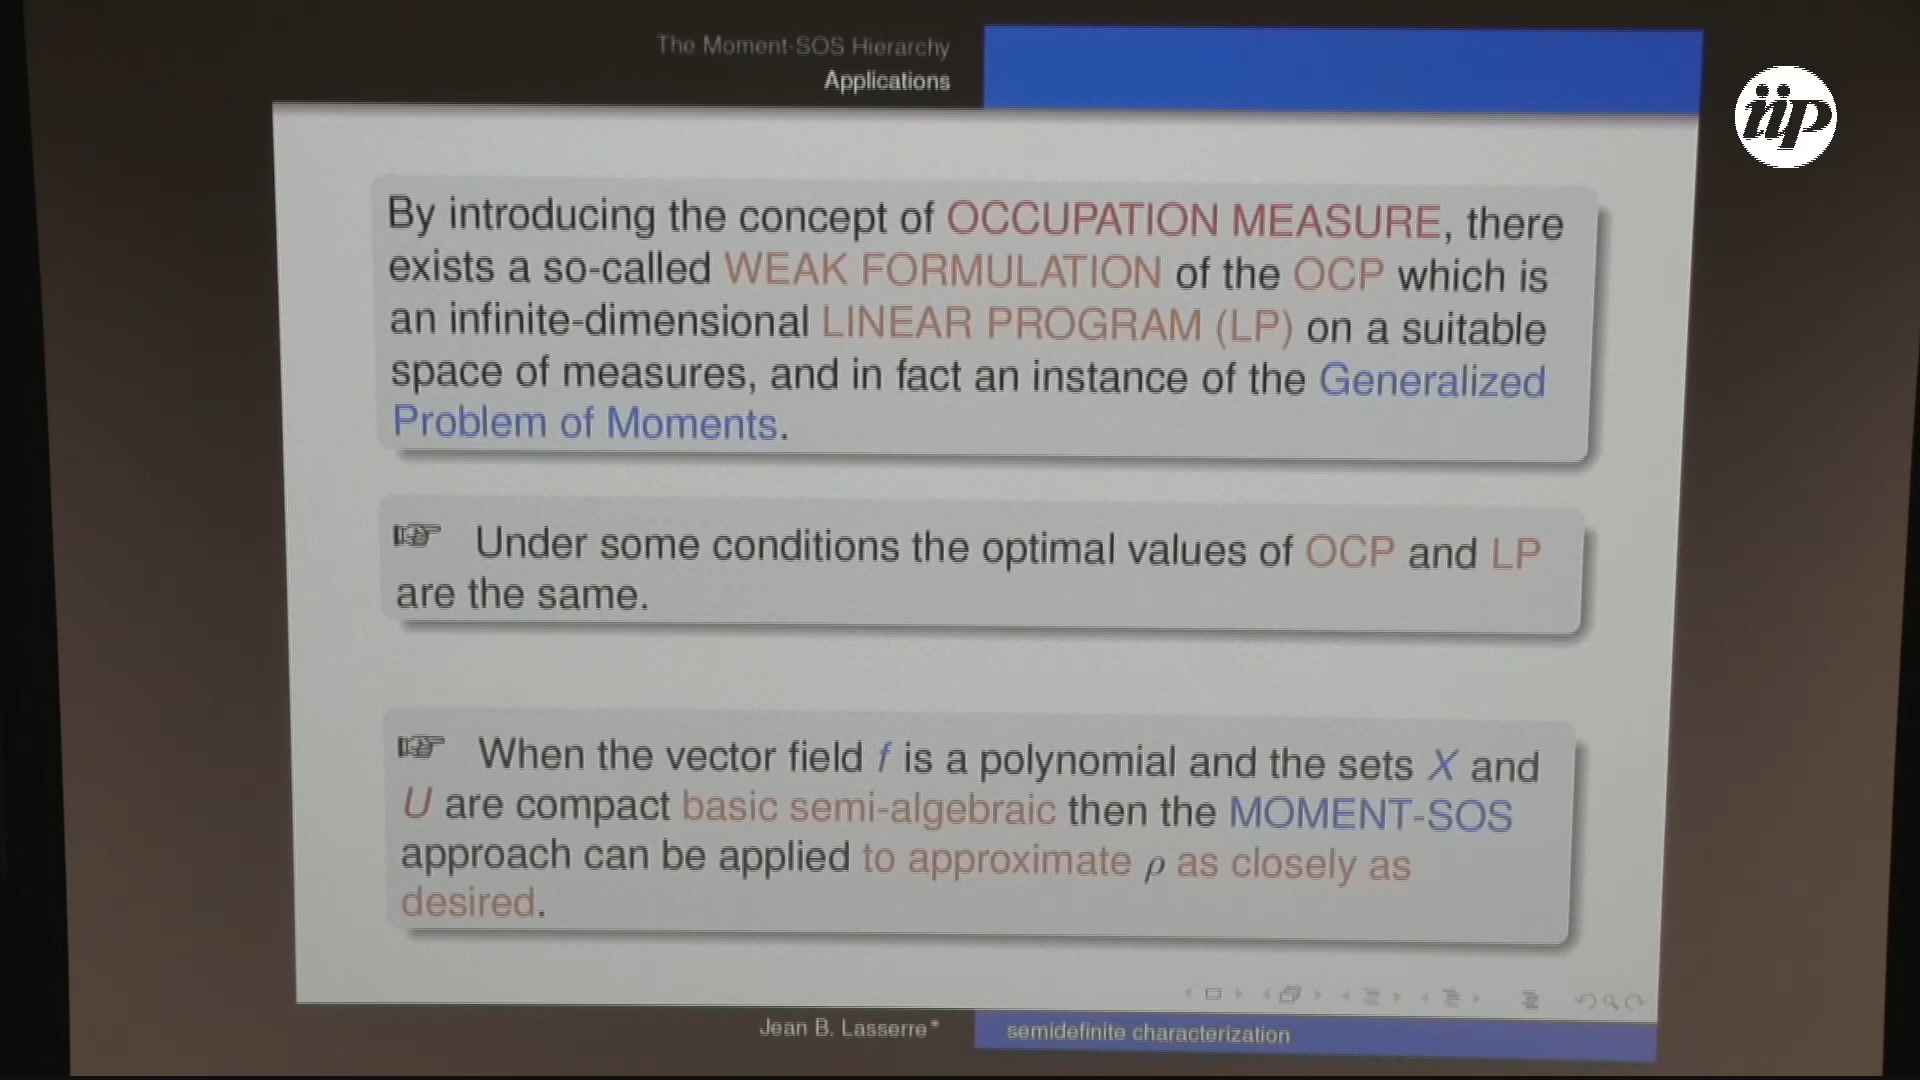 The Moment-SOS Hierarchy
Applications
iip
By introducing the concept of OCCUPATION MEASURE, there
exists a so-called WEAK FORMULATION of the OCP which is
an infinite-dimensional LINEAR PROGRAM (LP) on a suitable
space of measures, and in fact an instance of the Generalized
Problem of Moments.
☞ Under some conditions the optimal values of OCP and LP
are the same.
☞ When the vector field f is a polynomial and the sets X and
U are compact basic semi-algebraic then the MOMENT-SOS
approach can be applied to approximate ρ as closely as
desired.
Jean B. Lasserre*
semidefinite characterization